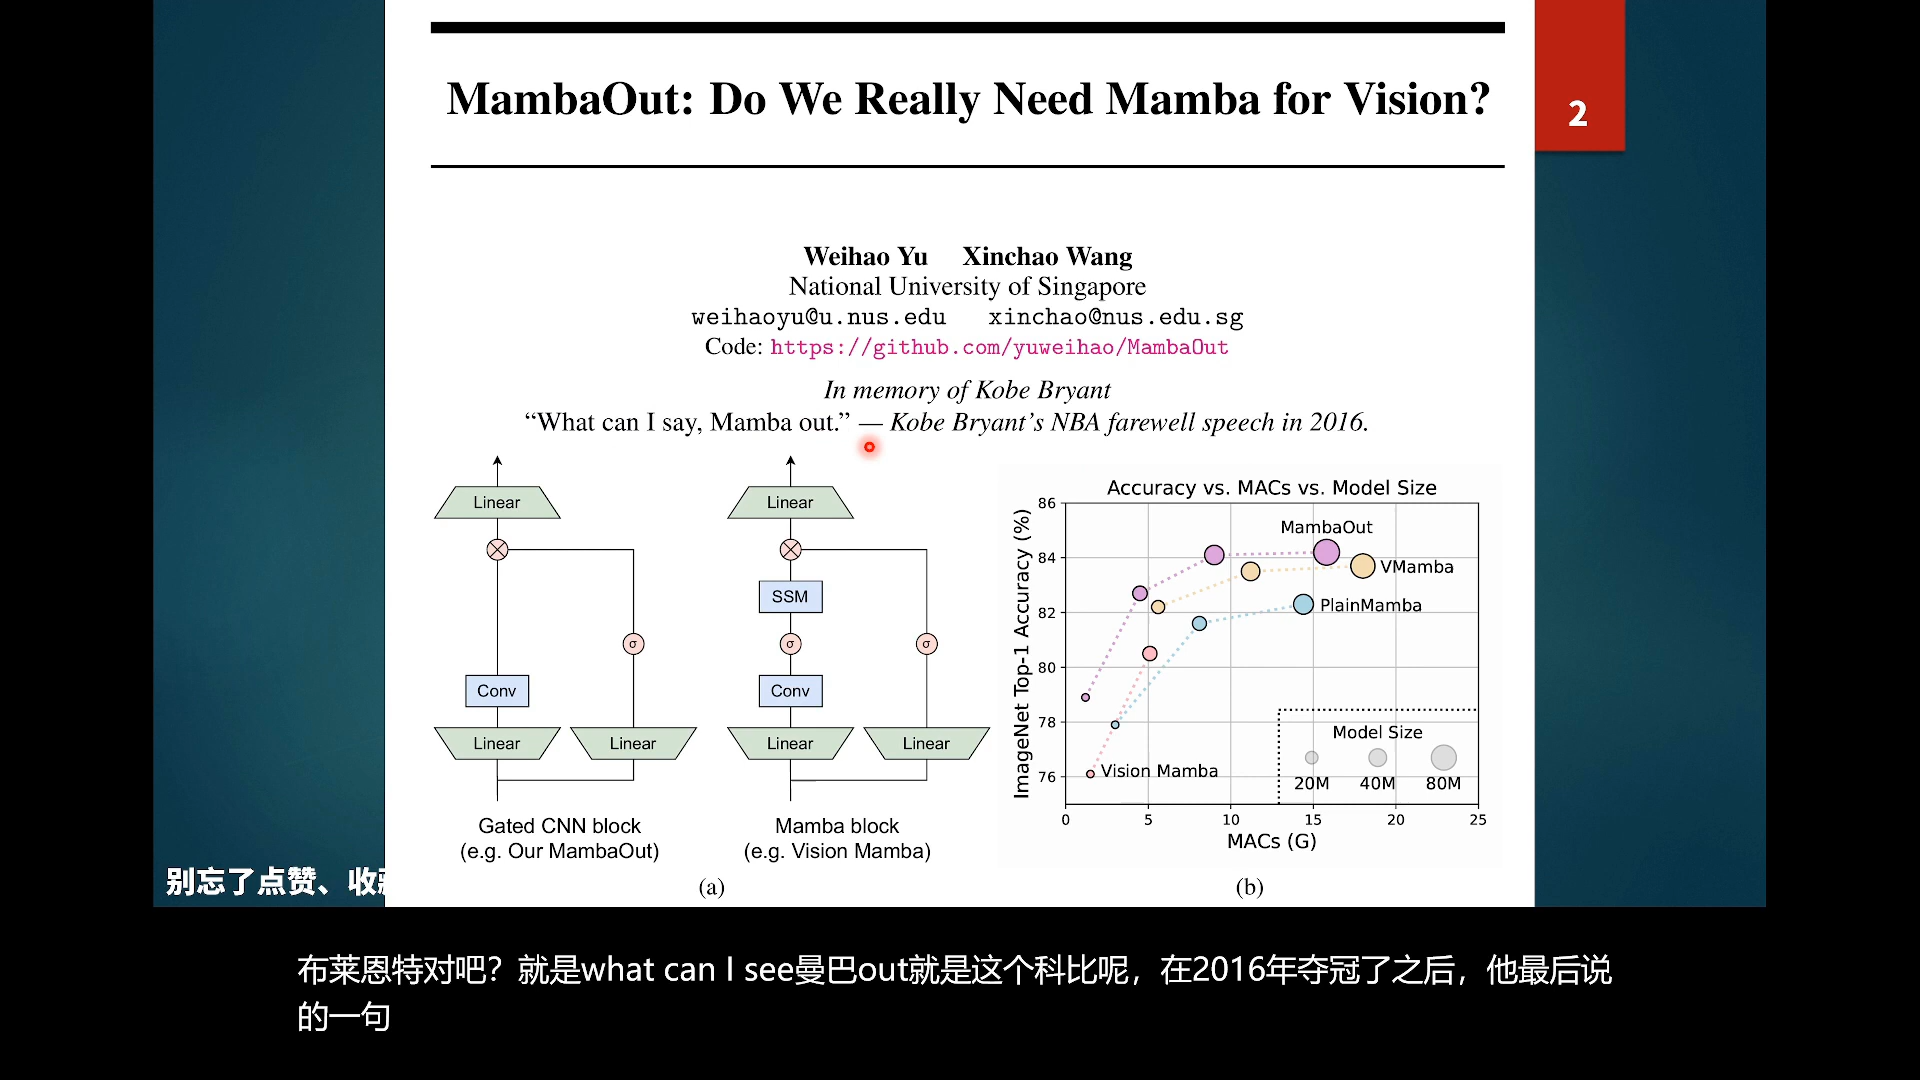 MambaOut: Do We Really Need Mamba for Vision?
2
Weihao Yu Xinchao Wang
National University of Singapore
weihaoyu@u.nus.edu xinchao@nus.edu.sg
Code: https://github.com/yuweihao/MambaOut
In memory of Kobe Bryant
“What can I say, Mamba out.” — Kobe Bryant’s NBA farewell speech in 2016.
Linear
Conv
σ
Linear Linear
Gated CNN block
(e.g. Our MambaOut)
Linear
SSM
σ σ
Conv
Linear Linear
Mamba block
(e.g. Vision Mamba)
(a)
Accuracy vs. MACs vs. Model Size
ImageNet Top-1 Accuracy (%)
86
84
82
80
78
76
MambaOut
VMamba
PlainMamba
Vision Mamba
Model Size
20M 40M 80M
0 5 10 15 20 25
MACs (G)
(b)
别忘了点赞、收
布莱恩特对吧？就是what can I see曼巴out就是这个科比呢，在2016年夺冠了之后，他最后说
的一句